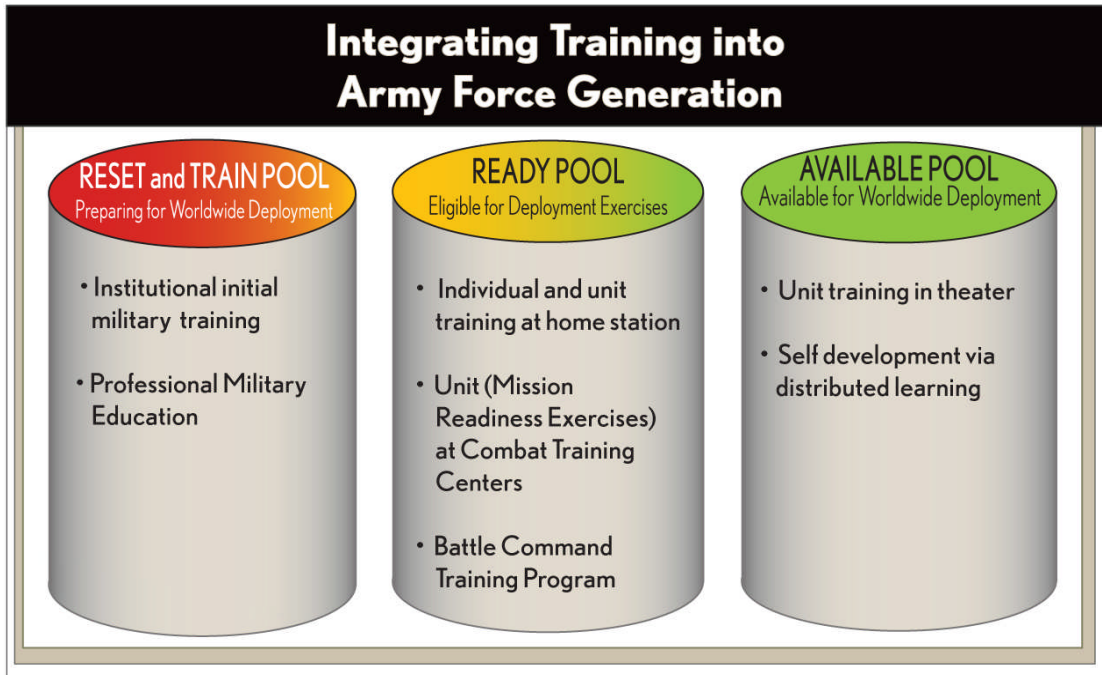 Integrating Training into
Army Force Generation
RESET and TRAIN POOL
Preparing for Worldwide Deployment
• Institutional initial
military training
• Professional Military
Education
READY POOL
Eligible for Deployment Exercises
• Individual and unit
training at home station
• Unit (Mission
Readiness Exercises)
at Combat Training
Centers
• Battle Command
Training Program
AVAILABLE POOL
Available for Worldwide Deployment
• Unit training in theater
• Self development via
distributed learning